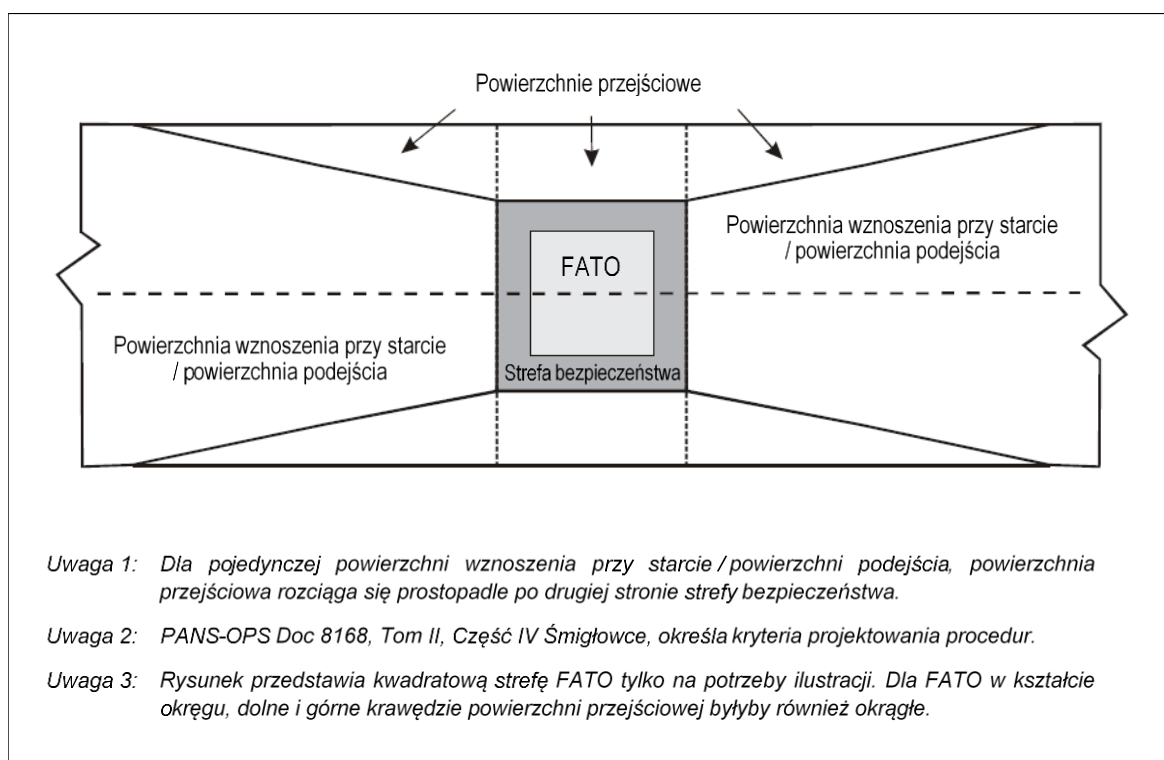 Powierzchnie przejściowe
Powierzchnia wznoszenia przy starcie
/ powierzchnia podejścia
FATO
Powierzchnia wznoszenia przy starcie
/ powierzchnia podejścia
Strefa bezpieczeństwa
Uwaga 1: Dla pojedynczej powierzchni wznoszenia przy starcie / powierzchni podejścia, powierzchnia
przejściowa rozciąga się prostopadle po drugiej stronie strefy bezpieczeństwa.
Uwaga 2: PANS-OPS Doc 8168, Tom II, Część IV Śmigłowce, określa kryteria projektowania procedur.
Uwaga 3: Rysunek przedstawia kwadratową strefę FATO tylko na potrzeby ilustracji. Dla FATO w kształcie
okręgu, dolne i górne krawędzie powierzchni przejściowej byłyby również okrągłe.